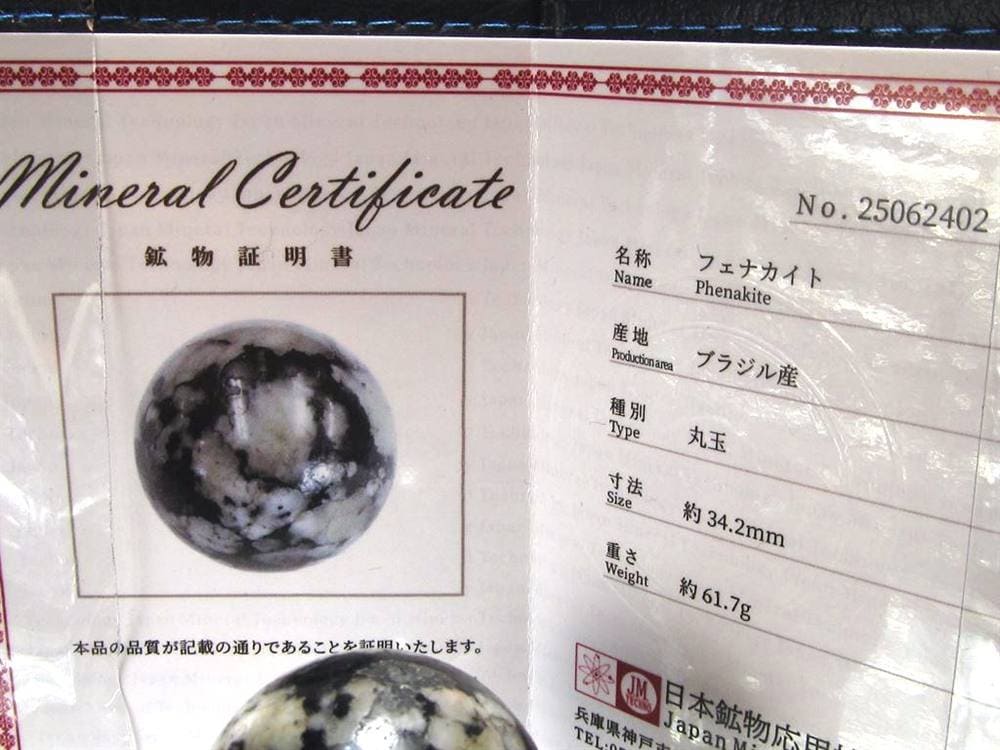 Mineral Certificate
鉱物証明書
No. 25062402
名称 フェナカイト
Name Phenakite
産地 ブラジル産
Production area
種別 丸玉
Type
寸法 約 34.2mm
Size
重さ 約 61.7g
Weight
本品の品質が記載の通りであることを証明いたします。
JM
TECHNO
日本鉱物応用
Japan Mi
兵庫県神戸市
TEL:0